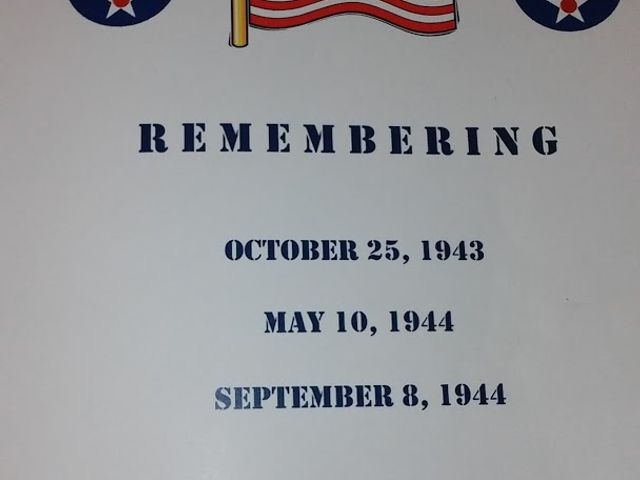 REMEMBERING
OCTOBER 25, 1943
MAY 10, 1944
SEPTEMBER 8, 1944